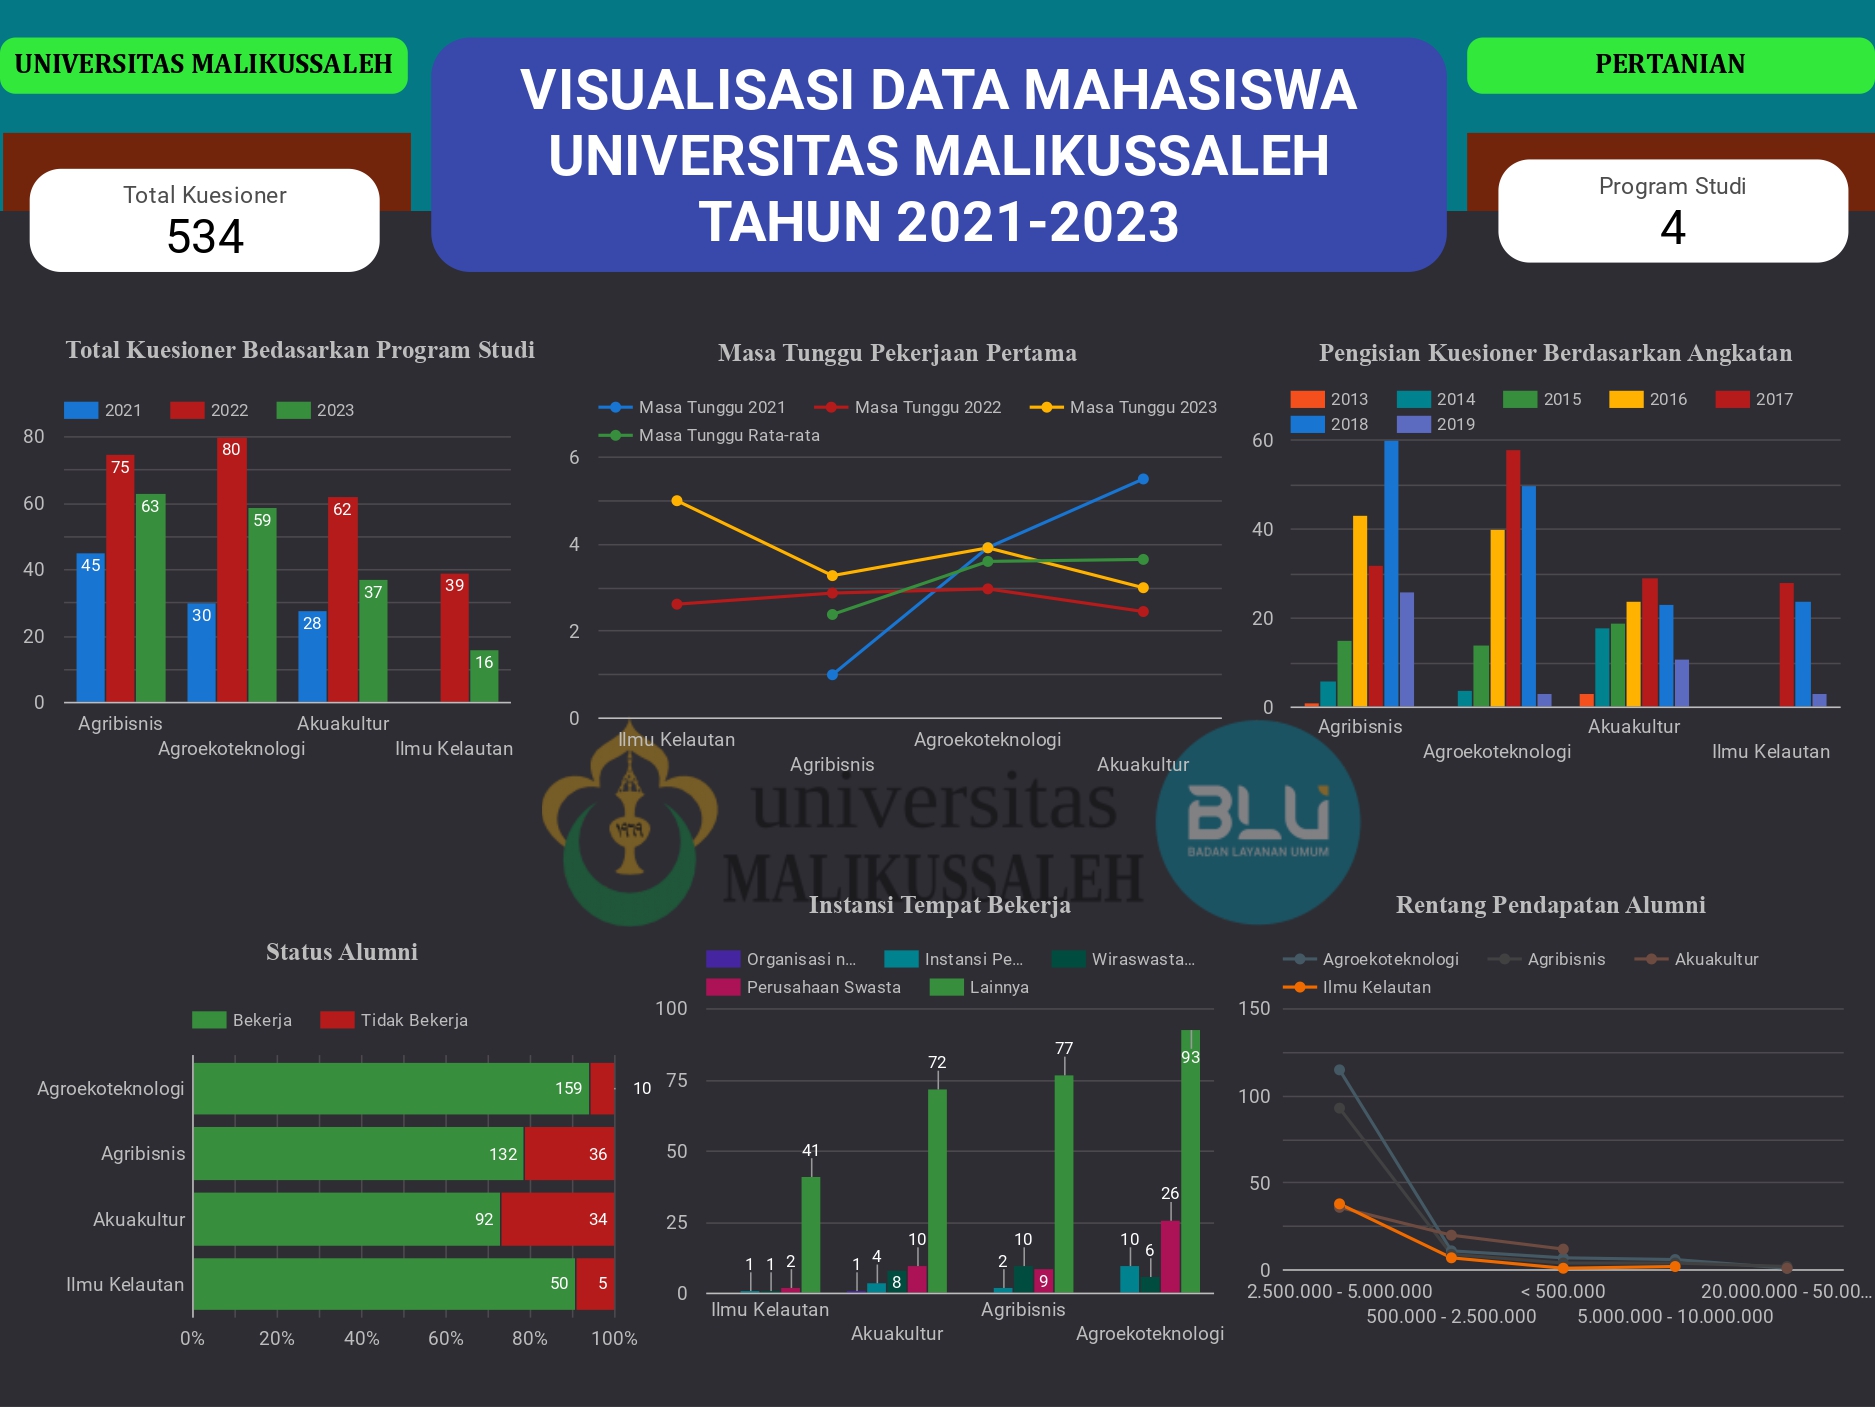 UNIVERSITAS MALIKUSSALEH
VISUALISASI DATA MAHASISWA
UNIVERSITAS MALIKUSSALEH
TAHUN 2021-2023
PERTANIAN
Total Kuesioner
534
Program Studi
4
Total Kuesioner Bedasarkan Program Studi
2021 2022 2023
80
60
40
20
0
45 75 63
30 80 59
28 62 37
39 16
Agribisnis Akuakultur
Agroekoteknologi Ilmu Kelautan
Masa Tunggu Pekerjaan Pertama
Masa Tunggu 2021 Masa Tunggu 2022 Masa Tunggu 2023
Masa Tunggu Rata-rata
6
4
2
0
Ilmu Kelautan Agroekoteknologi
Agribisnis Akuakultur
Pengisian Kuesioner Berdasarkan Angkatan
2013 2014 2015 2016 2017
2018 2019
60
40
20
0
Agribisnis Akuakultur
Agroekoteknologi Ilmu Kelautan
universitas
MALIKUSSALEH
BLU
BADAN LAYANAN UMUM
Status Alumni
Bekerja Tidak Bekerja
Agroekoteknologi 159 10
Agribisnis 132 36
Akuakultur 92 34
Ilmu Kelautan 50 5
0% 20% 40% 60% 80% 100%
Instansi Tempat Bekerja
Organisasi n... Instansi Pe... Wiraswasta...
Perusahaan Swasta Lainnya
100
75
50
25
0
1 1 2 41
1 4 8 10 72
2 10 9 77
10 6 26 93
Ilmu Kelautan Agribisnis
Akuakultur Agroekoteknologi
Rentang Pendapatan Alumni
Agroekoteknologi Agribisnis Akuakultur
Ilmu Kelautan
150
100
50
0
2.500.000 - 5.000.000 < 500.000 20.000.000 - 50.00...
500.000 - 2.500.000 5.000.000 - 10.000.000